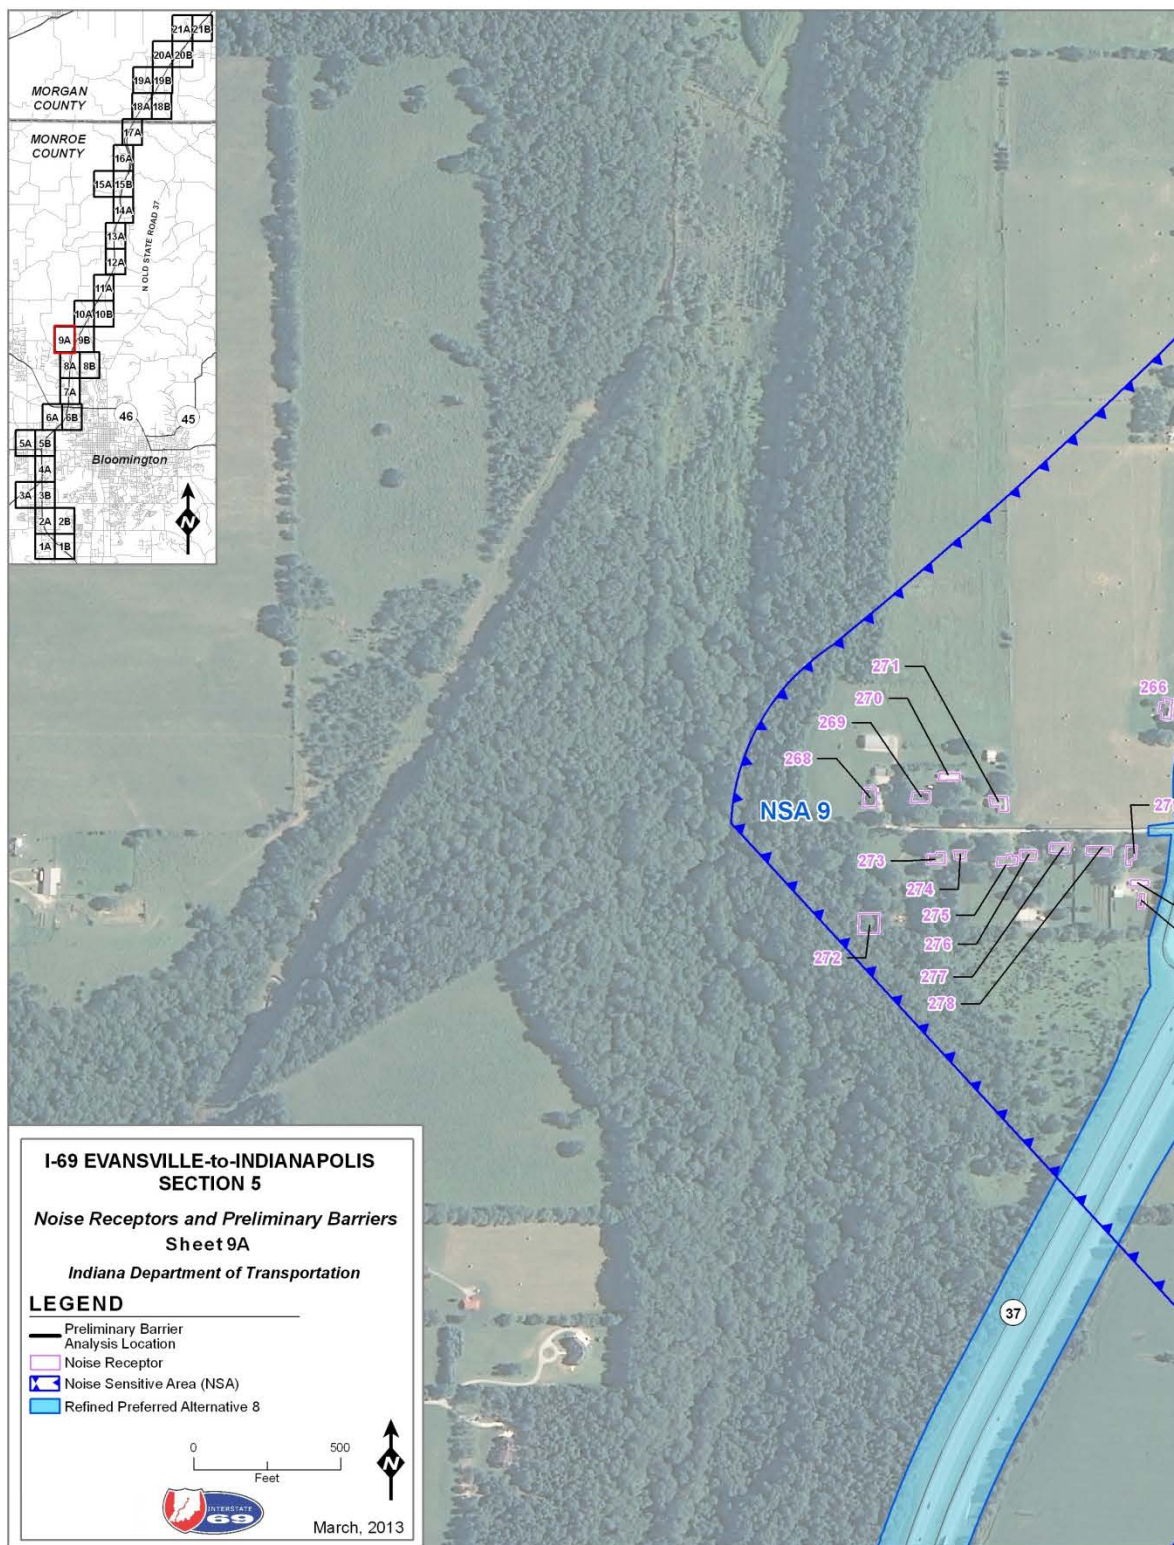 21A 21B
20A 20B
19A 19B
18A 18B
MORGAN
COUNTY
17A
MONROE
COUNTY
16A
15A 15B
14A
13A
12A
N OLD STATE ROAD 37
11A
10A 10B
9A 9B
8A 8B
7A
6A 6B
46
45
5A 5B
Bloomington
4A
3A 3B
2A 2B
1A 1B
N
271
270
269
268
266
NSA 9
273
274
275
276
277
278
272
37
I-69 EVANSVILLE-to-INDIANAPOLIS
SECTION 5
Noise Receptors and Preliminary Barriers
Sheet 9A
Indiana Department of Transportation
LEGEND
Preliminary Barrier
Analysis Location
Noise Receptor
Noise Sensitive Area (NSA)
Refined Preferred Alternative 8
0 500
Feet
N
INTERSTATE
69
March, 2013